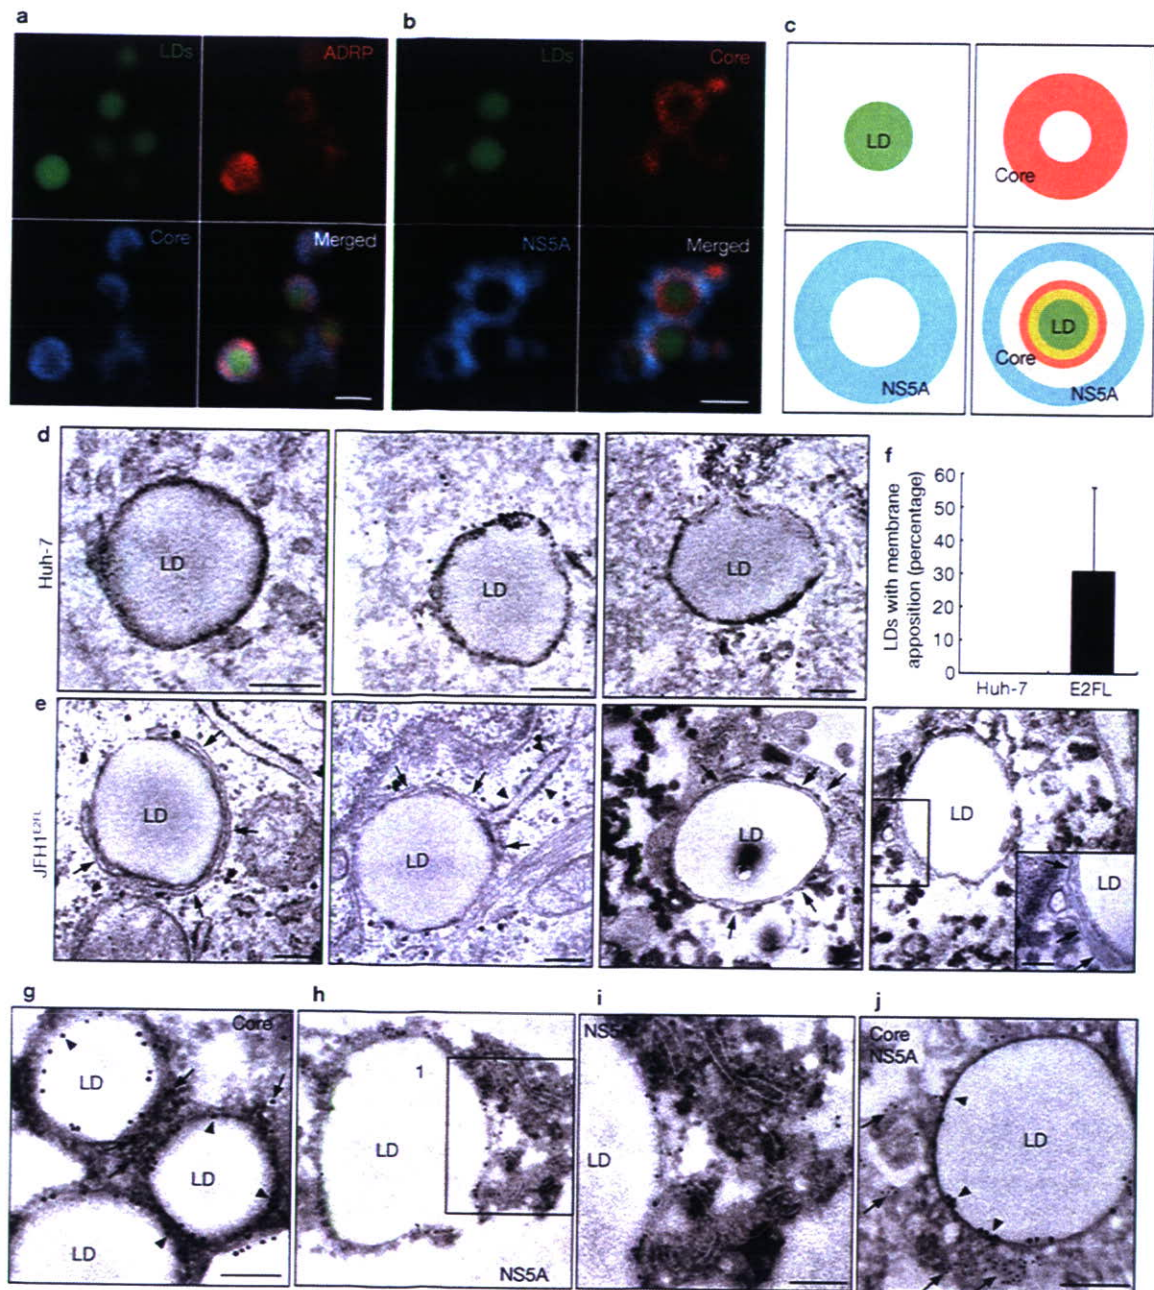 a
LDs
ADRP
Core
Merged
b
LDs
Core
NS5A
Merged
c
LD
Core
NS5A
LD
Core
NS5A
d
Huh-7
LD
LD
LD
f
LDs with membrane
apposition (percentage)
60
50
40
30
20
10
0
Huh-7
E2FL
e
JFH1E2FL
LD
LD
LD
LD
LD
g
Core
LD
LD
LD
h
1
LD
NS5A
i
LD
j
Core
NS5A
LD